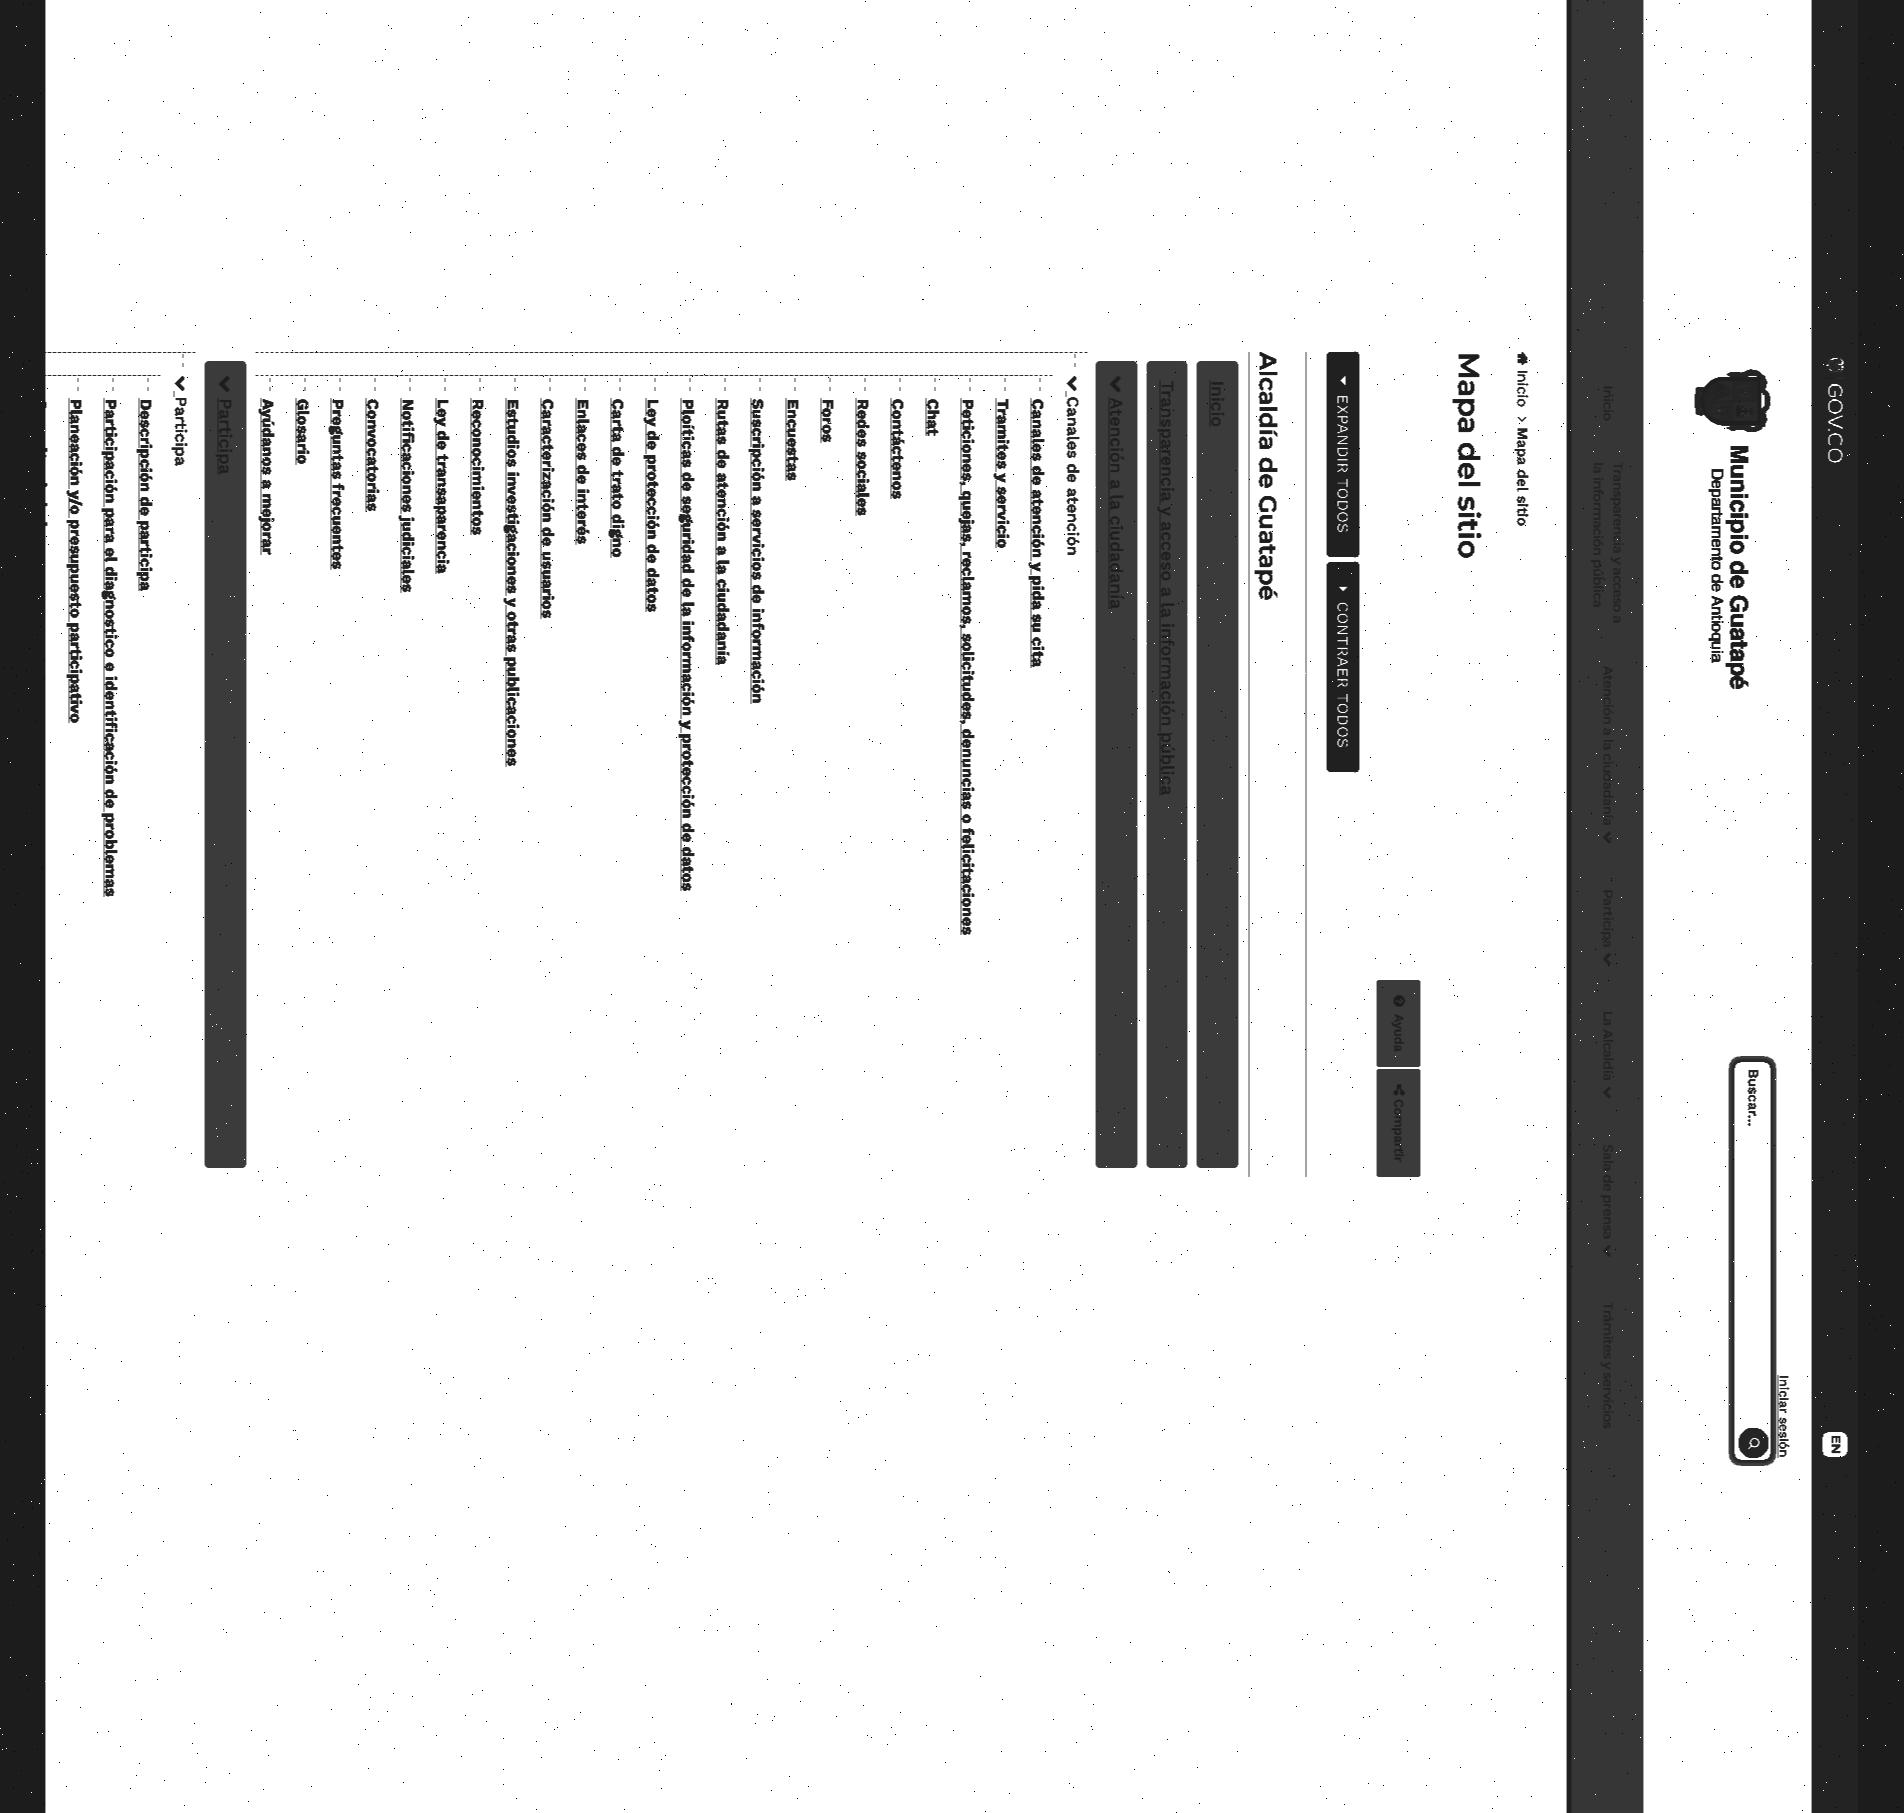 GOV.CO
EN
Iniciar sesión
Municipio de Guatapé
Departamento de Antioquia
Buscar...
Inicio
Transparencia y acceso a
la información pública
Atención a la ciudadanía
Participa
La Alcaldía
Sala de prensa
Trámites y servicios
Inicio > Mapa del sitio
Mapa del sitio
Ayuda
Compartir
EXPANDIR TODOS
CONTRAER TODOS
Alcaldía de Guatapé
Inicio
Transparencia y acceso a la información pública
Atención a la ciudadanía
Canales de atención
Canales de atención y pida su cita
Tramites y servicio
Peticiones, quejas, reclamos, solicitudes, denuncias o felicitaciones
Chat
Contáctenos
Redes sociales
Foros
Encuestas
Suscripción a servicios de información
Rutas de atención a la ciudadanía
Ploíticas de seguridad de la información y protección de datos
Ley de protección de datos
Carta de trato digno
Enlaces de interés
Caracterización de usuarios
Estudios investigaciones y otras publicaciones
Reconocimientos
Ley de transaparencia
Notificaciones judiciales
Convocatorias
Preguntas frecuentes
Glosario
Ayúdanos a mejorar
Participa
Participa
Descripción de participa
Participación para el diagnostico e identificación de problemas
Planeación y/o presupuesto participativo